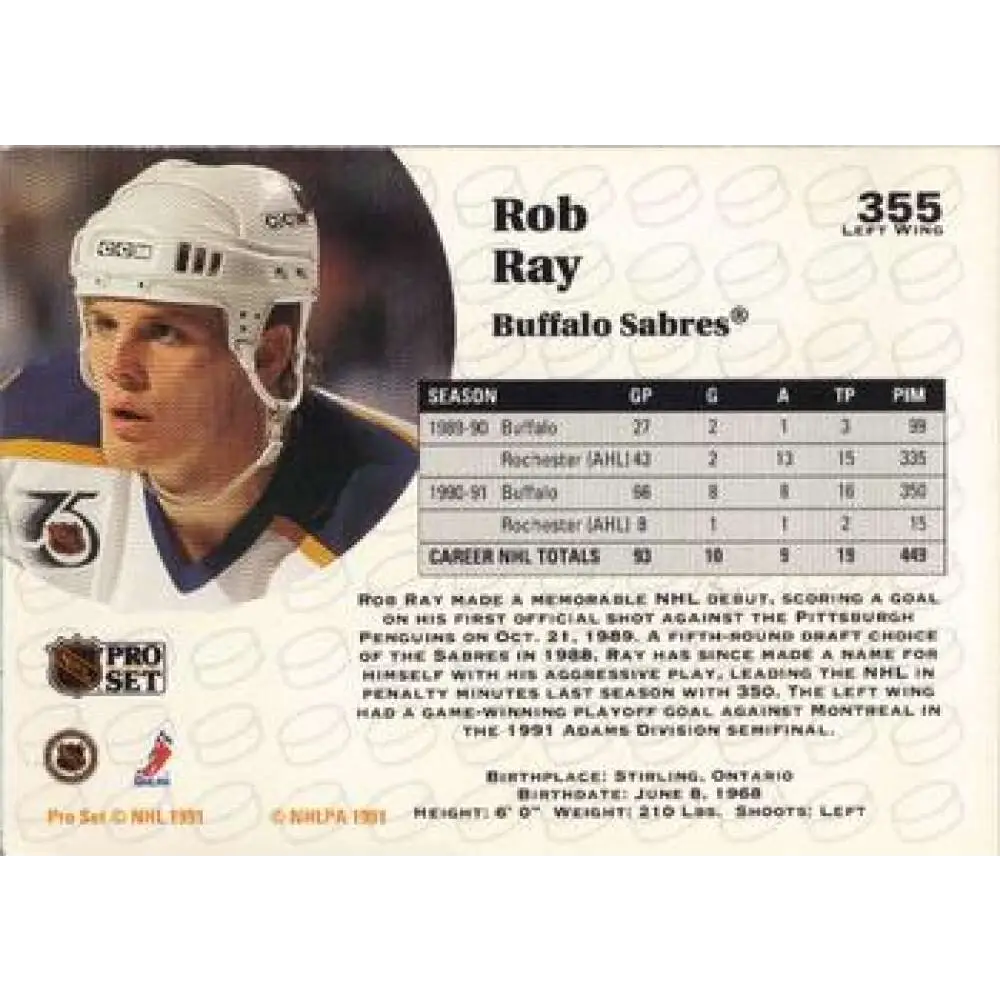 CCM
CCM
75
Rob
Ray
Buffalo Sabres®
355
LEFT WING
SEASON GP G A TP PIM
1989-90 Buffalo 27 2 1 3 99
Rochester (AHL) 43 2 13 15 335
1990-91 Buffalo 66 8 8 16 350
Rochester (AHL) 8 1 1 2 15
CAREER NHL TOTALS 93 10 9 19 449
ROB RAY MADE A MEMORABLE NHL DEBUT, SCORING A GOAL
ON HIS FIRST OFFICIAL SHOT AGAINST THE PITTSBURGH
PENGUINS ON OCT. 21, 1989. A FIFTH-ROUND DRAFT CHOICE
OF THE SABRES IN 1988, RAY HAS SINCE MADE A NAME FOR
HIMSELF WITH HIS AGGRESSIVE PLAY, LEADING THE NHL IN
PENALTY MINUTES LAST SEASON WITH 350. THE LEFT WING
HAD A GAME-WINNING PLAYOFF GOAL AGAINST MONTREAL IN
THE 1991 ADAMS DIVISION SEMIFINAL.
PRO
SET
BIRTHPLACE: STIRLING, ONTARIO
BIRTHDATE: JUNE 8, 1968
HEIGHT: 6' 0" WEIGHT: 210 LBS. SHOOTS: LEFT
Pro Set © NHL 1991
© NHLPA 1991